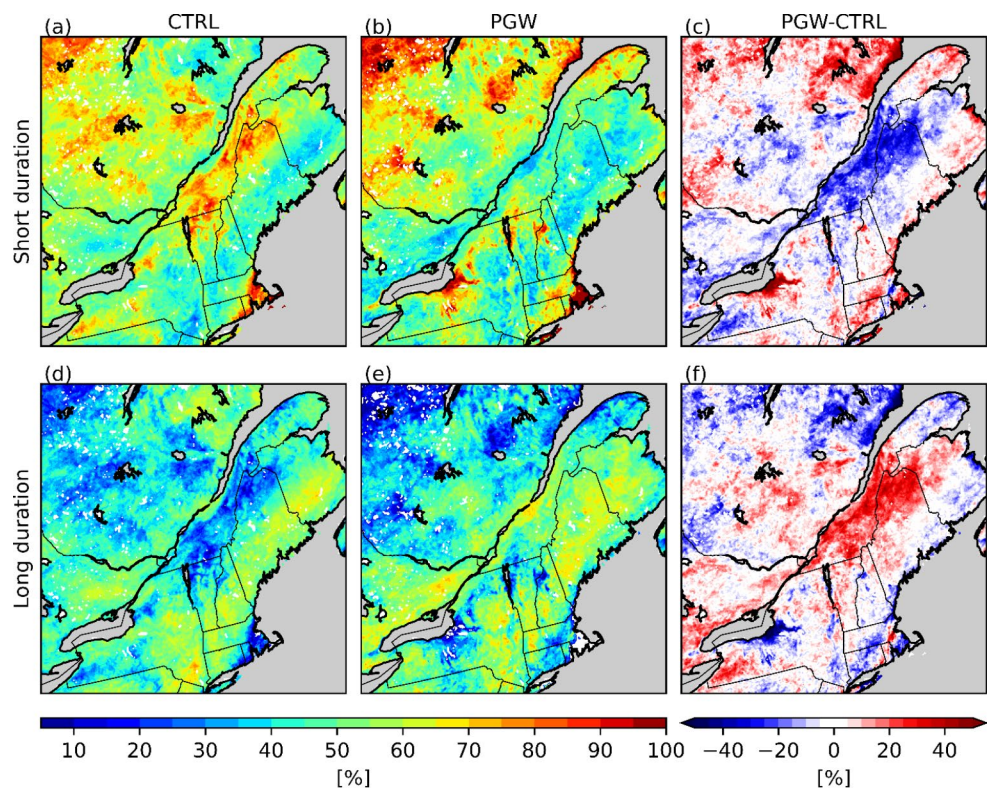 (a) CTRL (b) PGW (c) PGW-CTRL
Short duration
(d) (e) (f)
Long duration
10 20 30 40 50 60 70 80 90 100 −40 −20 0 20 40
[%] [%]